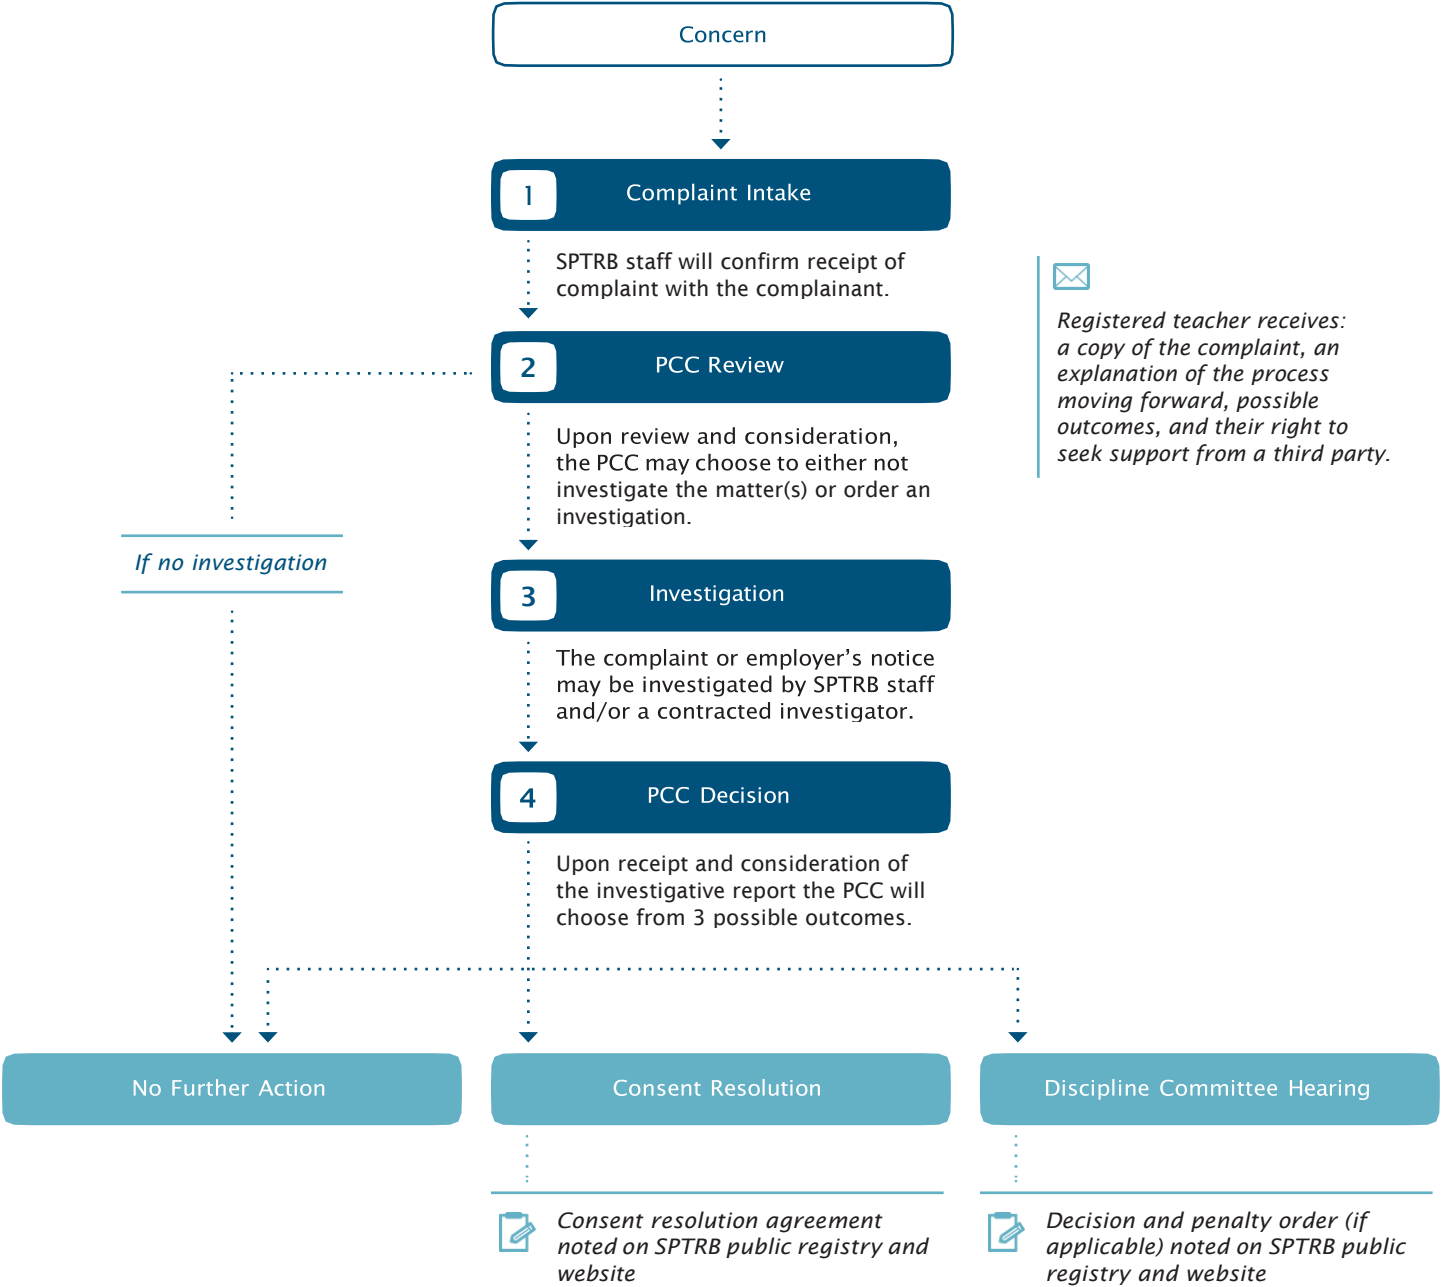 Concern
1
Complaint Intake
SPTRB staff will confirm receipt of
complaint with the complainant.
Registered teacher receives:
a copy of the complaint, an
explanation of the process
moving forward, possible
outcomes, and their right to
seek support from a third party.
2
PCC Review
Upon review and consideration,
the PCC may choose to either not
investigate the matter(s) or order an
investigation.
If no investigation
3
Investigation
The complaint or employer’s notice
may be investigated by SPTRB staff
and/or a contracted investigator.
4
PCC Decision
Upon receipt and consideration of
the investigative report the PCC will
choose from 3 possible outcomes.
No Further Action
Consent Resolution
Discipline Committee Hearing
Consent resolution agreement
noted on SPTRB public registry and
website
Decision and penalty order (if
applicable) noted on SPTRB public
registry and website